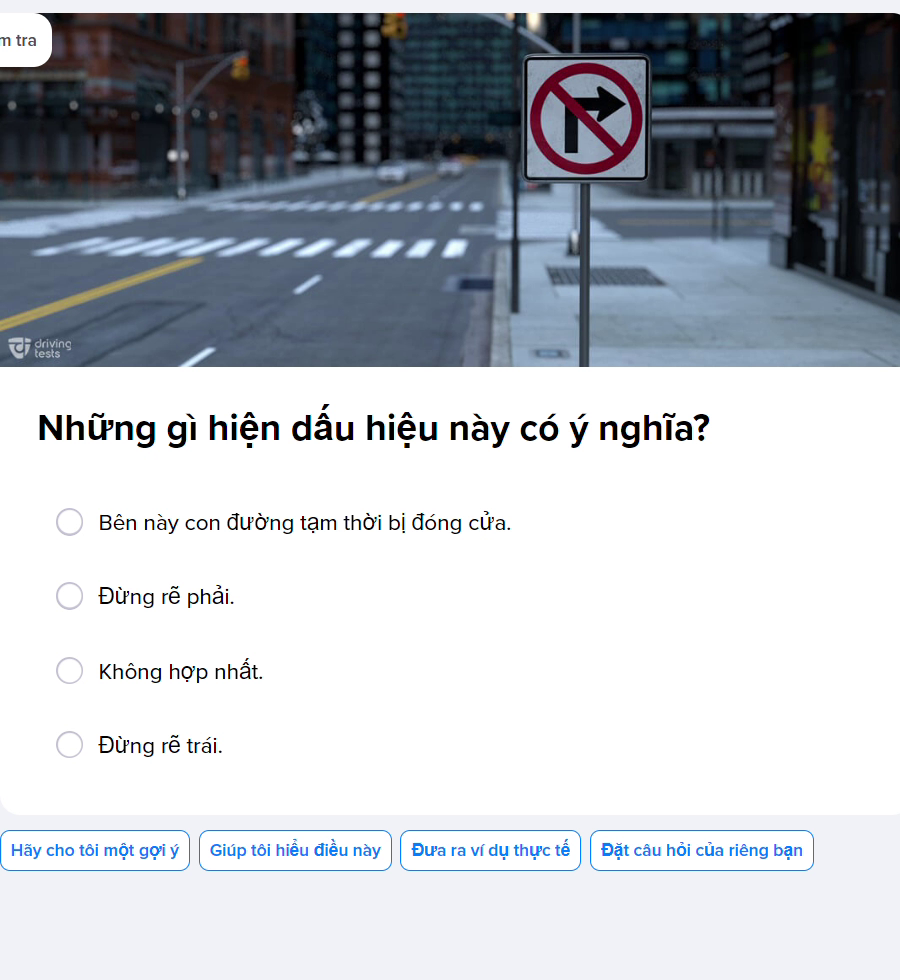 m tra
driving
tests
Những gì hiện dấu hiệu này có ý nghĩa?
Bên này con đường tạm thời bị đóng cửa.
Đừng rẽ phải.
Không hợp nhất.
Đừng rẽ trái.
Hãy cho tôi một gợi ý
Giúp tôi hiểu điều này
Đưa ra ví dụ thực tế
Đặt câu hỏi của riêng bạn